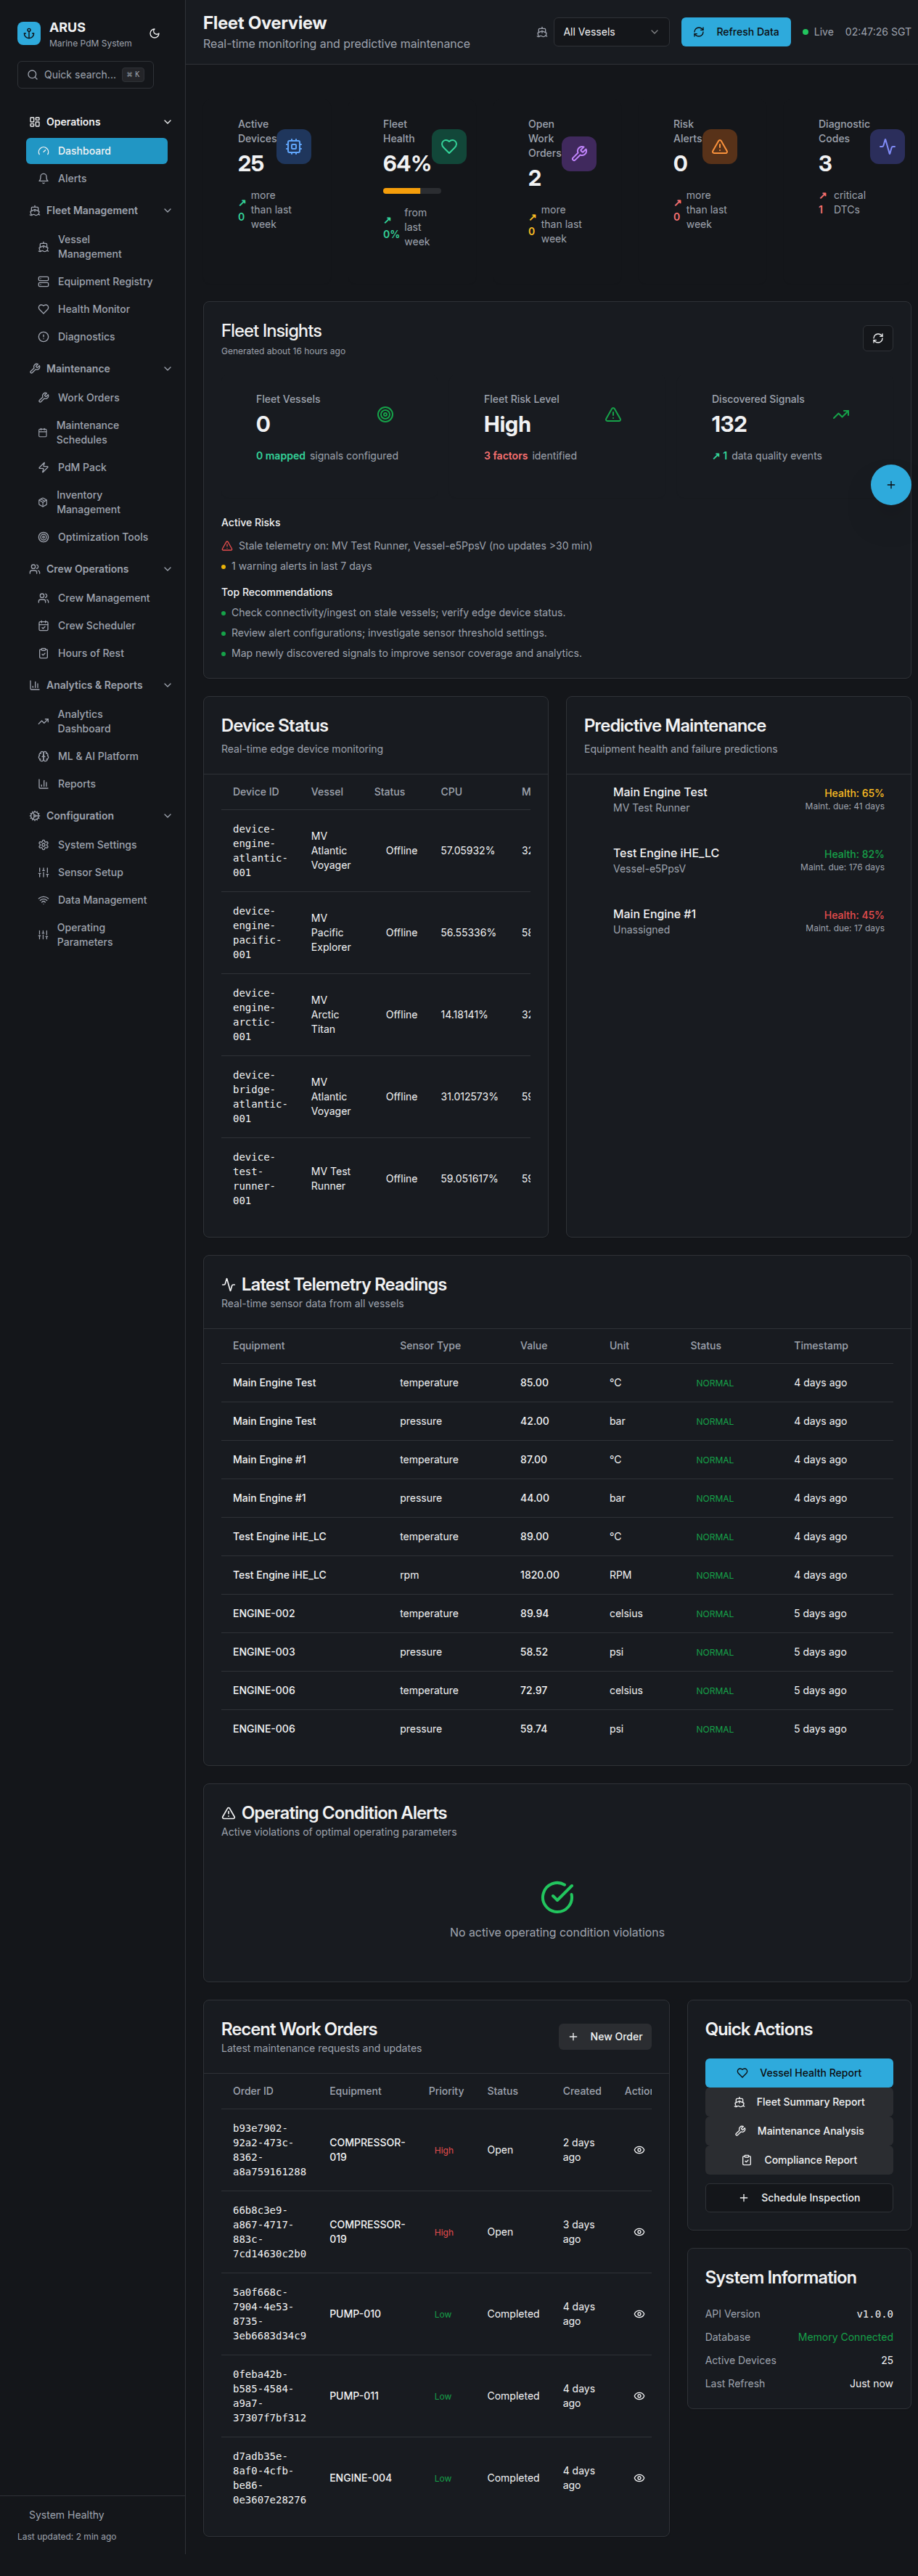 ARUS
Marine PdM System
Quick search... ⌘ K
Operations
Dashboard
Alerts
Fleet Management
Vessel
Management
Equipment Registry
Health Monitor
Diagnostics
Maintenance
Work Orders
Maintenance
Schedules
PdM Pack
Inventory
Management
Optimization Tools
Crew Operations
Crew Management
Crew Scheduler
Hours of Rest
Analytics & Reports
Analytics
Dashboard
ML & AI Platform
Reports
Configuration
System Settings
Sensor Setup
Data Management
Operating
Parameters
System Healthy
Last updated: 2 min ago
Fleet Overview
Real-time monitoring and predictive maintenance
All Vessels
Refresh Data
Live
02:47:26 SGT
Active
Devices
25
↗
0
more
than last
week
Fleet
Health
64%
↗
0%
from
last
week
Open
Work
Orders
2
↗
0
more
than last
week
Risk
Alerts
0
↗
0
more
than last
week
Diagnostic
Codes
3
↗
1
critical
DTCs
Fleet Insights
Generated about 16 hours ago
Fleet Vessels
0
0 mapped signals configured
Fleet Risk Level
High
3 factors identified
Discovered Signals
132
↗ 1 data quality events
+
Active Risks
Stale telemetry on: MV Test Runner, Vessel-e5PpsV (no updates >30 min)
1 warning alerts in last 7 days
Top Recommendations
Check connectivity/ingest on stale vessels; verify edge device status.
Review alert configurations; investigate sensor threshold settings.
Map newly discovered signals to improve sensor coverage and analytics.
Device Status
Real-time edge device monitoring
Device ID Vessel Status CPU M
device-
engine-
atlantic-
001
MV
Atlantic
Voyager
Offline 57.05932% 32
device-
engine-
pacific-
001
MV
Pacific
Explorer
Offline 56.55336% 58
device-
engine-
arctic-
001
MV
Arctic
Titan
Offline 14.18141% 32
device-
bridge-
atlantic-
001
MV
Atlantic
Voyager
Offline 31.012573% 59
device-
test-
runner-
001
MV Test
Runner
Offline 59.051617% 59
Predictive Maintenance
Equipment health and failure predictions
Main Engine Test
MV Test Runner
Health: 65%
Maint. due: 41 days
Test Engine iHE_LC
Vessel-e5PpsV
Health: 82%
Maint. due: 176 days
Main Engine #1
Unassigned
Health: 45%
Maint. due: 17 days
Latest Telemetry Readings
Real-time sensor data from all vessels
Equipment Sensor Type Value Unit Status Timestamp
Main Engine Test temperature 85.00 °C NORMAL 4 days ago
Main Engine Test pressure 42.00 bar NORMAL 4 days ago
Main Engine #1 temperature 87.00 °C NORMAL 4 days ago
Main Engine #1 pressure 44.00 bar NORMAL 4 days ago
Test Engine iHE_LC temperature 89.00 °C NORMAL 4 days ago
Test Engine iHE_LC rpm 1820.00 RPM NORMAL 4 days ago
ENGINE-002 temperature 89.94 celsius NORMAL 5 days ago
ENGINE-003 pressure 58.52 psi NORMAL 5 days ago
ENGINE-006 temperature 72.97 celsius NORMAL 5 days ago
ENGINE-006 pressure 59.74 psi NORMAL 5 days ago
Operating Condition Alerts
Active violations of optimal operating parameters
No active operating condition violations
Recent Work Orders
Latest maintenance requests and updates
+ New Order
Order ID Equipment Priority Status Created Action
b93e7902-
92a2-473c-
8362-
a8a759161288
COMPRESSOR-
019
High Open
2 days
ago
66b8c3e9-
a867-4717-
883c-
7cd14630c2b0
COMPRESSOR-
019
High Open
3 days
ago
5a0f668c-
7904-4e53-
8735-
3eb6683d34c9
PUMP-010 Low Completed
4 days
ago
0feba42b-
b585-4584-
a9a7-
37307f7bf312
PUMP-011 Low Completed
4 days
ago
d7adb35e-
8af0-4cfb-
be86-
0e3607e28276
ENGINE-004 Low Completed
4 days
ago
Quick Actions
Vessel Health Report
Fleet Summary Report
Maintenance Analysis
Compliance Report
+ Schedule Inspection
System Information
API Version v1.0.0
Database Memory Connected
Active Devices 25
Last Refresh Just now